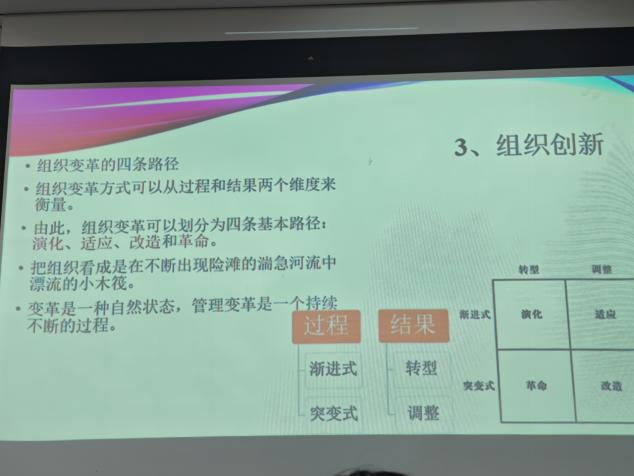 3、组织创新
• 组织变革的四条路径
• 组织变革方式可以从过程和结果两个维度来
衡量。
• 由此，组织变革可以划分为四条基本路径：
演化、适应、改造和革命。
• 把组织看成是在不断出现险滩的湍急河流中
漂流的小木筏。
• 变革是一种自然状态，管理变革是一个持续
不断的过程。
过程 结果
渐进式 转型
突变式 调整
转型 调整
渐进式 演化 适应
突变式 革命 改造